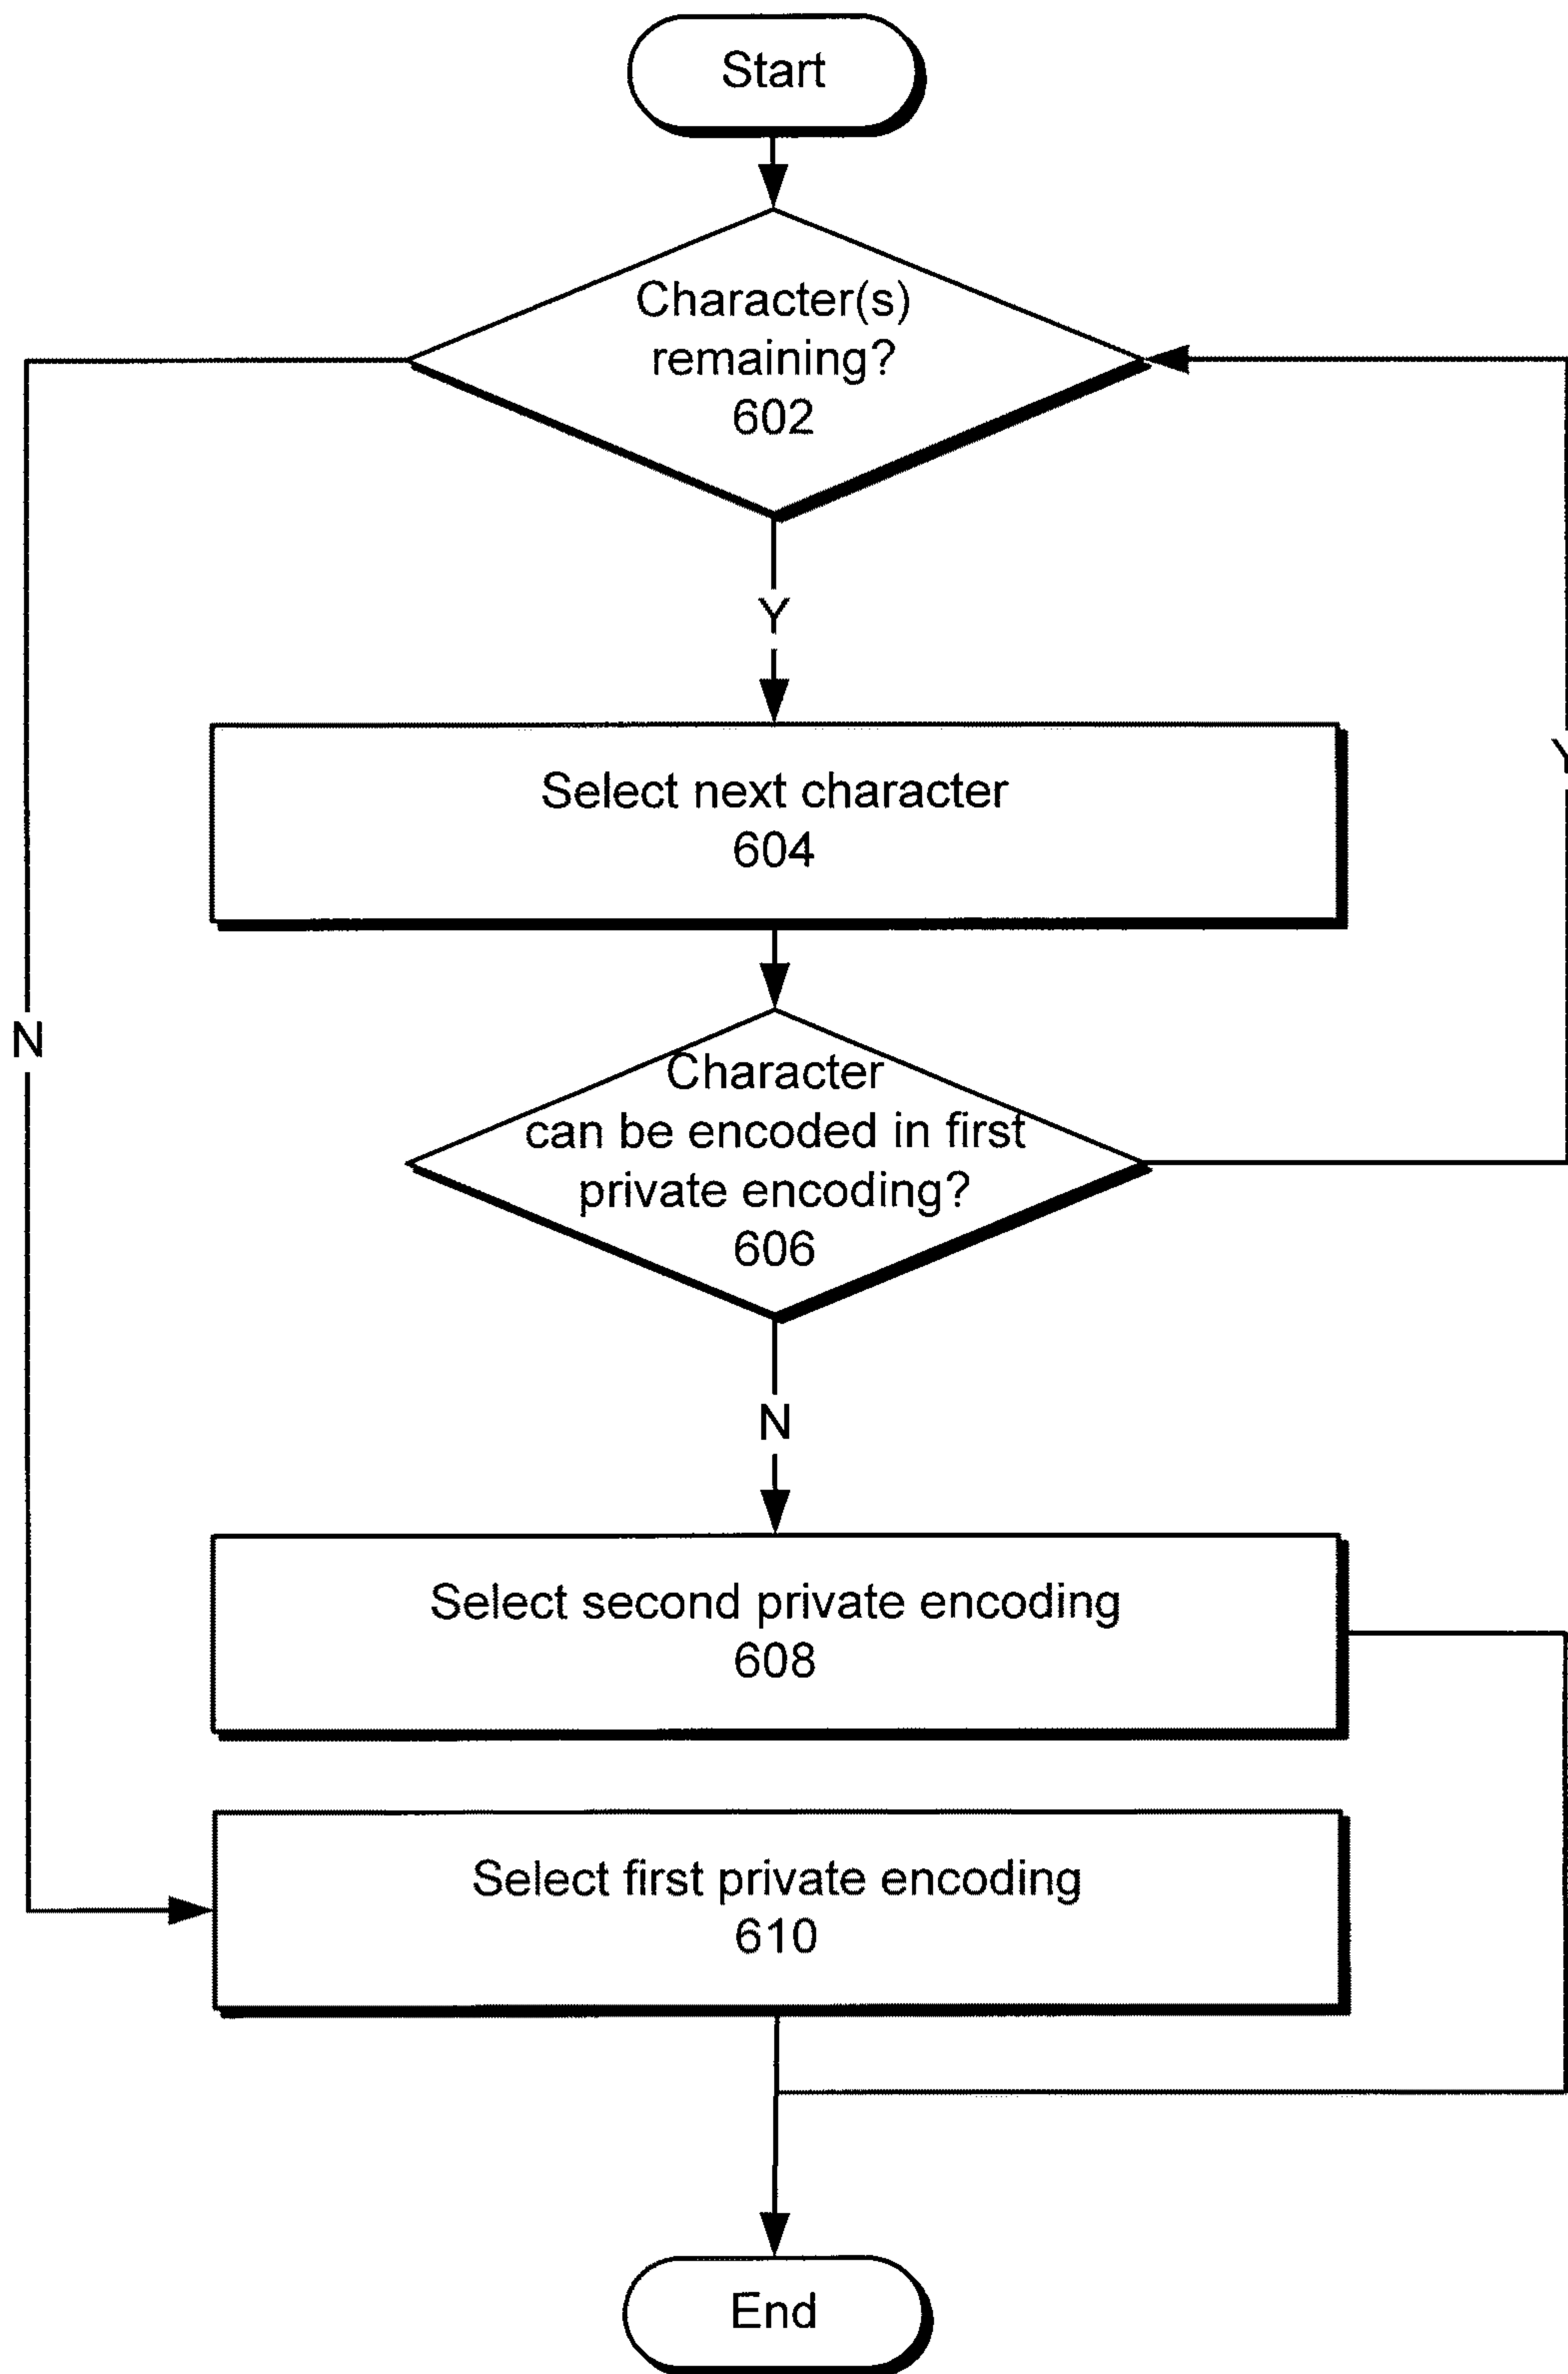 Start
Character(s)
remaining?
602
Y
Select next character
604
Y
N
Character
can be encoded in first
private encoding?
606
N
Select second private encoding
608
Select first private encoding
610
End